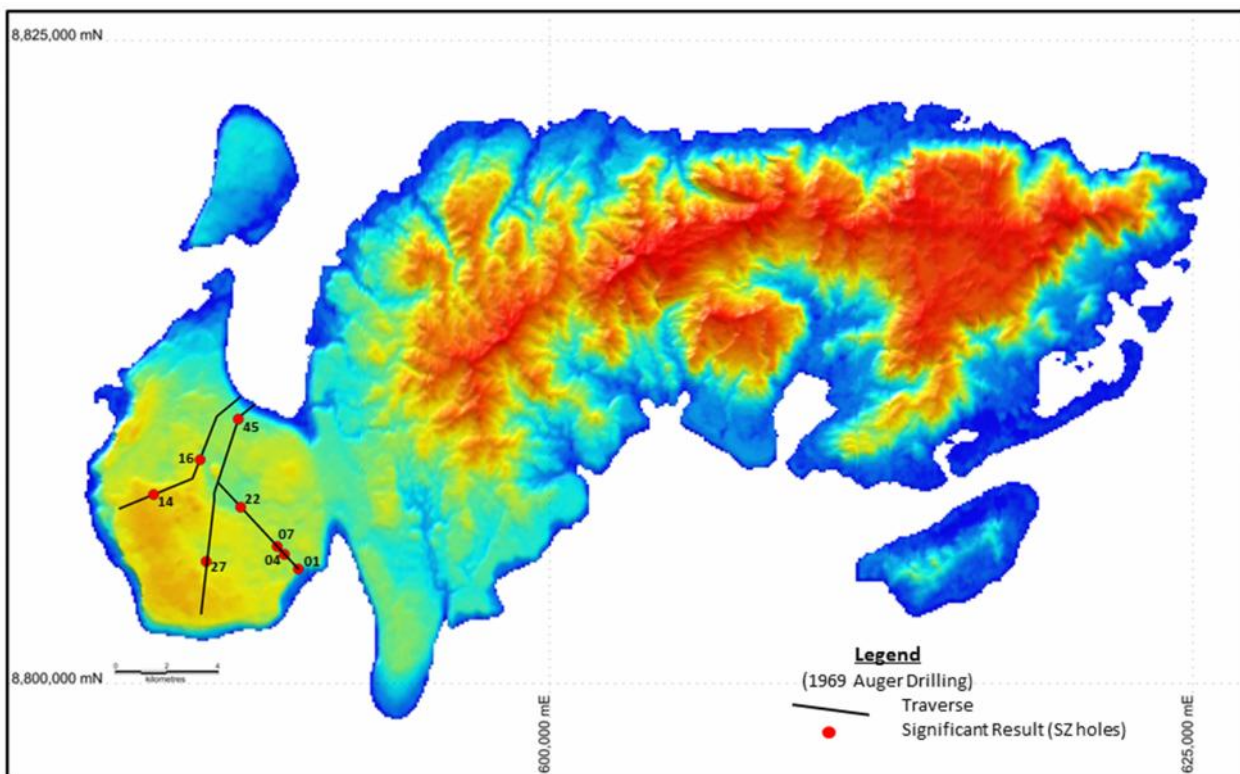 8,825,000 mN
45
16
14
22
07
04
01
27
0 2 4
kilometres
8,800,000 mN
600,000 mE
625,000 mE
Legend
(1969 Auger Drilling)
Traverse
Significant Result (SZ holes)